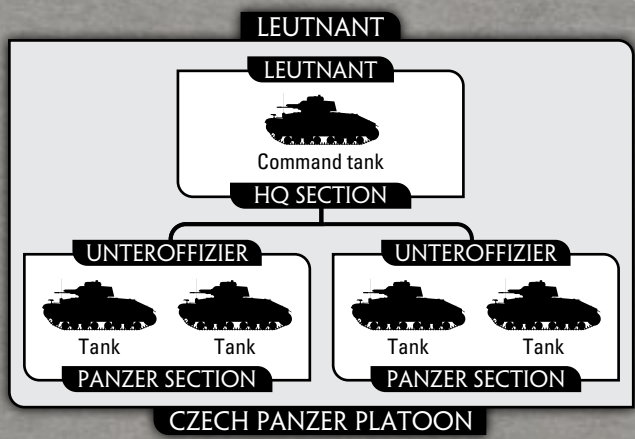 LEUTNANT
LEUTNANT
Command tank
HQ SECTION
UNTEROFFIZIER
UNTEROFFIZIER
Tank
Tank
Tank
Tank
PANZER SECTION
PANZER SECTION
CZECH PANZER PLATOON